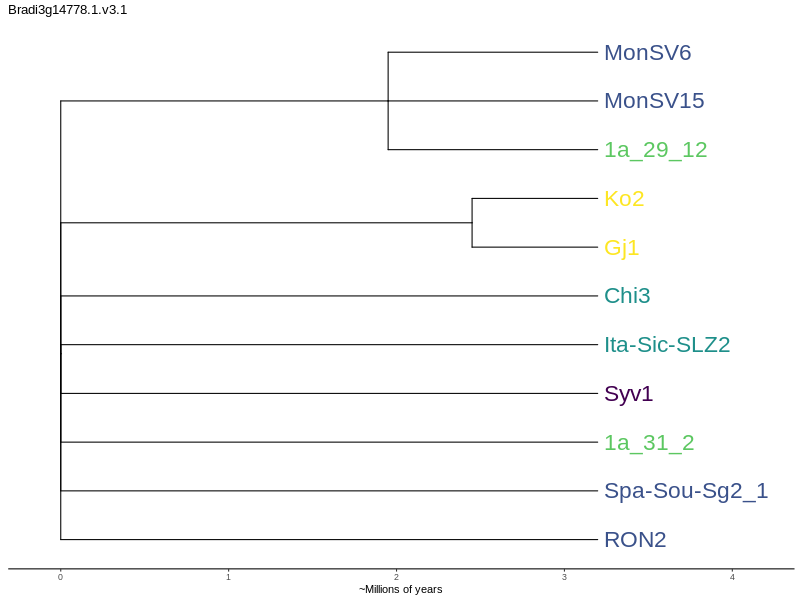 Bradi3g14778.1.v3.1
MonSV6
MonSV15
1a_29_12
Ko2
Gj1
Chi3
Ita-Sic-SLZ2
Syv1
1a_31_2
Spa-Sou-Sg2_1
RON2
0 1 2 3 4
~Millions of years